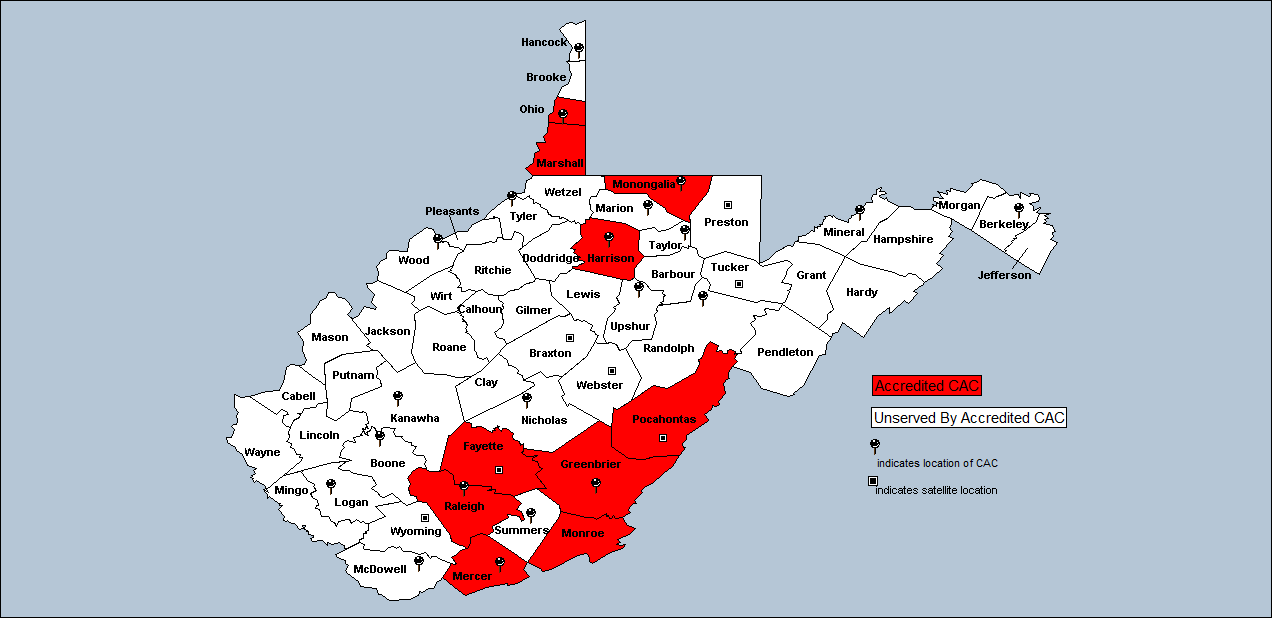 Hancock
Brooke
Ohio
Marshall
Wetzel
Monongalia
Marion
Preston
Pleasants
Tyler
Morgan
Berkeley
Mineral
Hampshire
Jefferson
Wood
Ritchie
Doddridge
Harrison
Taylor
Barbour
Tucker
Grant
Hardy
Wirt
Calhoun
Gilmer
Lewis
Upshur
Mason
Jackson
Roane
Braxton
Randolph
Pendleton
Putnam
Clay
Webster
Cabell
Kanawha
Nicholas
Pocahontas
Accredited CAC
Unserved By Accredited CAC
indicates location of CAC
indicates satellite location
Lincoln
Wayne
Boone
Fayette
Greenbrier
Mingo
Logan
Raleigh
Wyoming
Summers
Monroe
McDowell
Mercer